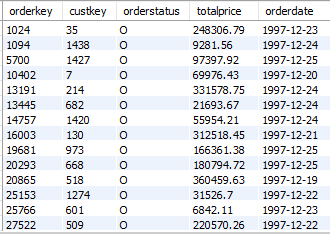 orderkey custkey orderstatus totalprice orderdate
1024 35 O 248306.79 1997-12-23
1094 1438 O 9281.56 1997-12-24
5700 1427 O 97397.92 1997-12-25
10402 7 O 69976.43 1997-12-20
13191 214 O 331578.75 1997-12-24
13445 682 O 21693.67 1997-12-24
14757 1420 O 55954.21 1997-12-24
16003 130 O 312518.45 1997-12-21
19681 973 O 166361.38 1997-12-25
20293 668 O 180794.72 1997-12-25
20865 518 O 360459.63 1997-12-19
25153 1274 O 31526.7 1997-12-22
25766 601 O 6842.11 1997-12-23
27522 509 O 220570.26 1997-12-22